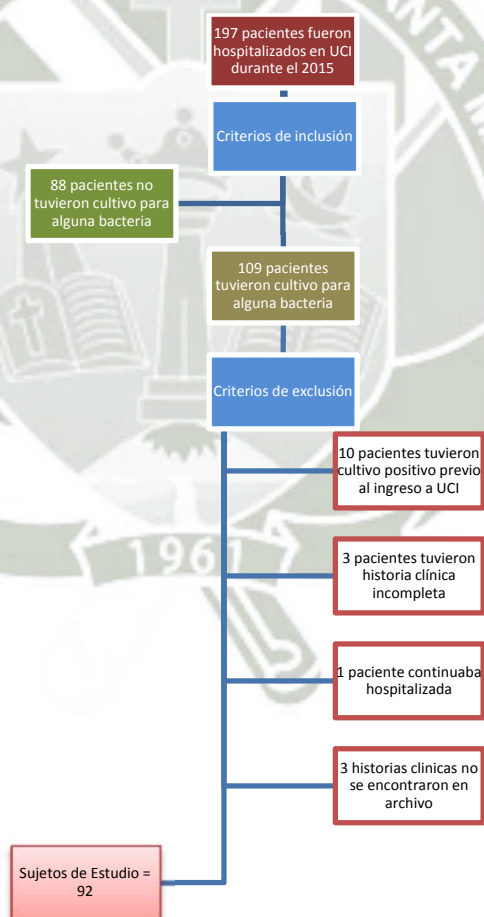 197 pacientes fueron
hospitalizados en UCI
durante el 2015
Criterios de inclusión
88 pacientes no
tuvieron cultivo para
alguna bacteria
109 pacientes
tuvieron cultivo para
alguna bacteria
Criterios de exclusión
10 pacientes tuvieron
cultivo positivo previo
al ingreso a UCI
3 pacientes tuvieron
historia clínica
incompleta
1 paciente continuaba
hospitalizada
3 historias clinicas no
se encontraron en
archivo
Sujetos de Estudio =
92
ANTA M
1961